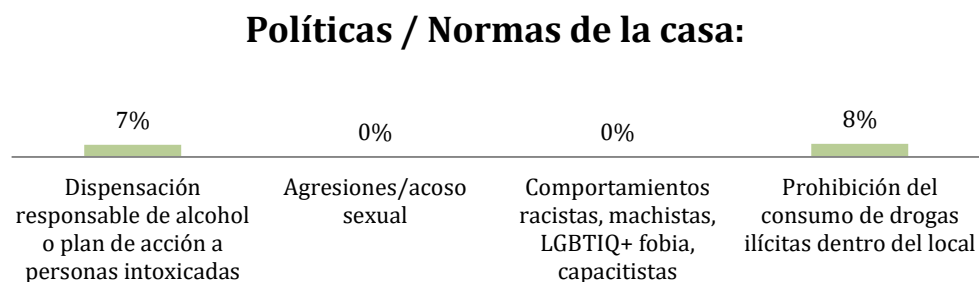 Políticas / Normas de la casa:
7%
0%
0%
8%
Dispensación
responsable de alcohol
o plan de acción a
personas intoxicadas
Agresiones/acoso
sexual
Comportamientos
racistas, machistas,
LGBTIQ+ fobia,
capacitistas
Prohibición del
consumo de drogas
ilícitas dentro del local